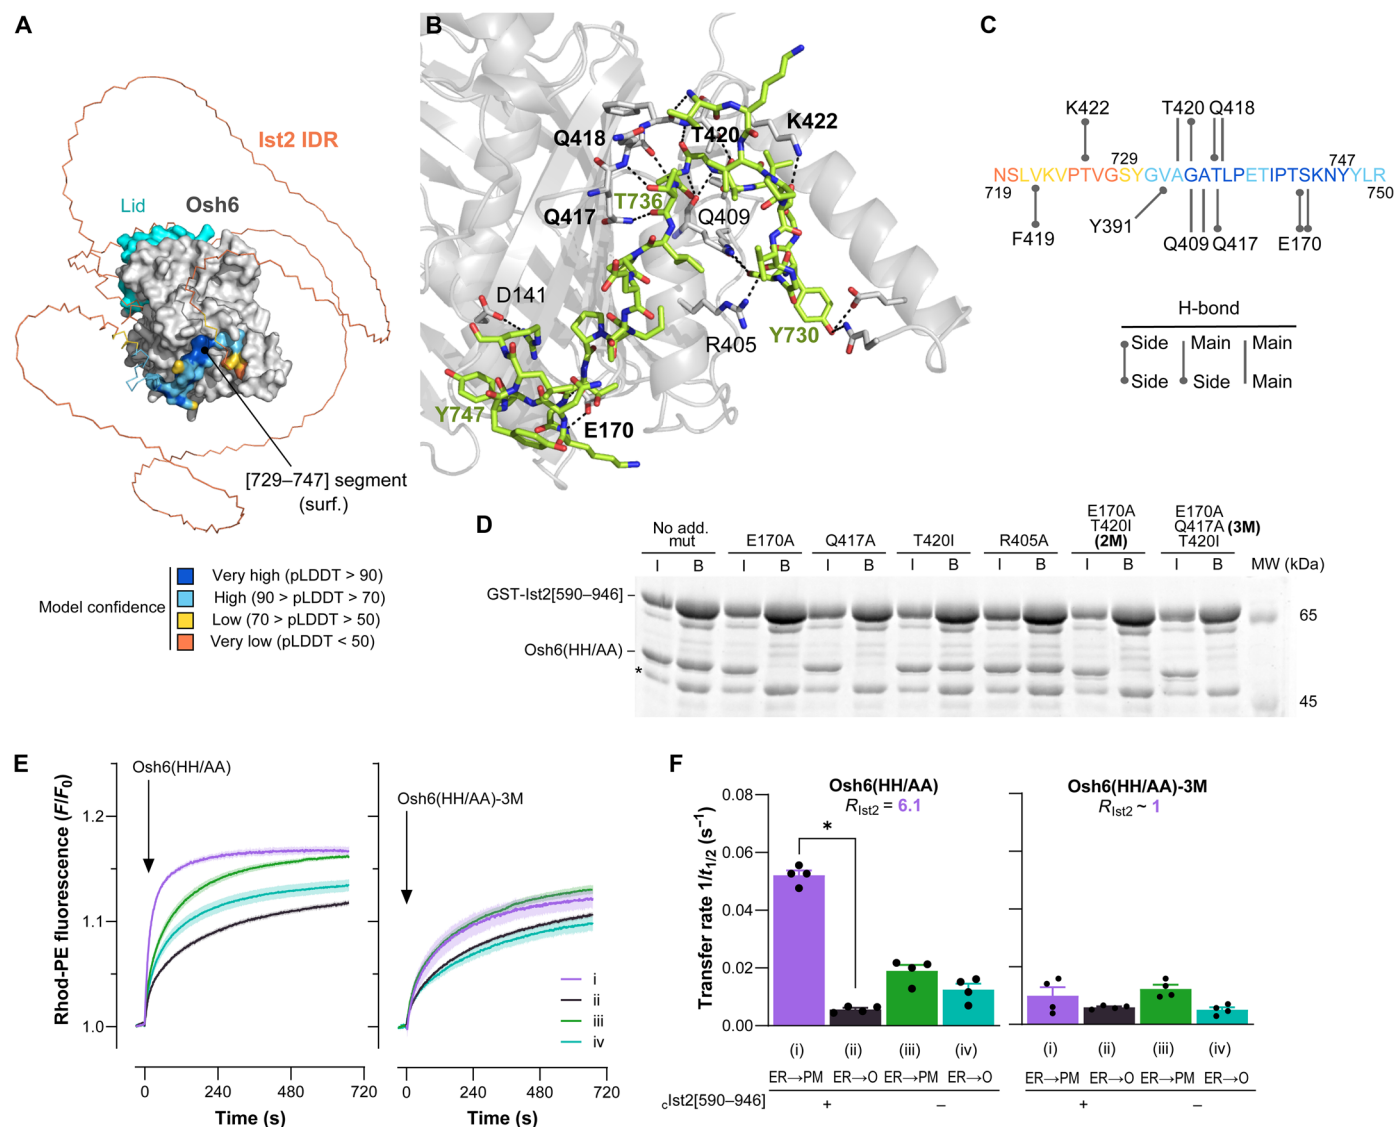 A
Ist2 IDR
Lid
Osh6
[729–747] segment
(surf.)
Model confidence
Very high (pLDDT > 90)
High (90 > pLDDT > 70)
Low (70 > pLDDT > 50)
Very low (pLDDT < 50)
B
Q418
T420
K422
T736
Q417
Q409
D141
R405
Y730
Y747
E170
C
K422
T420 Q418
729
747
NSLVKVPTVGSYGVAGATLPETIPTSKNYYLR
719
750
F419
Y391
Q409 Q417
E170
H-bond
Side Main Main
Side Side Main
D
No add.
mut
E170A
Q417A
T420I
R405A
E170A
T420I
(2M)
E170A
Q417A (3M)
T420I
I B I B I B I B I B I B I B MW (kDa)
GST-Ist2[590–946]
65
Osh6(HH/AA)
*
45
E
Rhod-PE fluorescence (F/F0)
1.2
1.1
1.0
Osh6(HH/AA)
Osh6(HH/AA)-3M
i
ii
iii
iv
0 240 480 720
0 240 480 720
Time (s)
Time (s)
F
Transfer rate 1/t1/2 (s−1)
0.08
0.06
0.04
0.02
0.00
Osh6(HH/AA)
RIst2 = 6.1
*
Osh6(HH/AA)-3M
RIst2 ~ 1
(i) (ii) (iii) (iv)
(i) (ii) (iii) (iv)
ER→PM ER→O ER→PM ER→O
ER→PM ER→O ER→PM ER→O
cIst2[590–946]
+ –
+ –